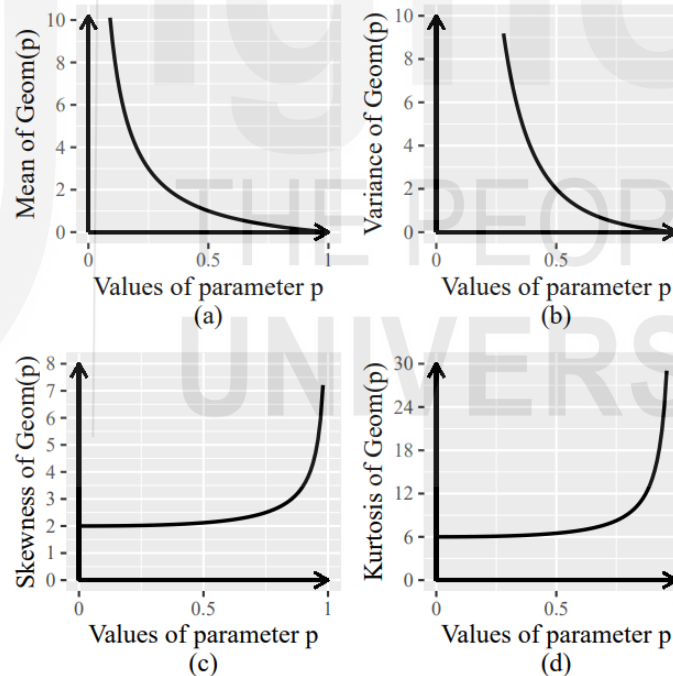 10
8
6
4
2
0
Mean of Geom(p)
0
0.5
1
Values of parameter p
(a)
10
8
6
4
2
0
Variance of Geom(p)
0
0.5
Values of parameter p
(b)
THE PEOP
UNIVERS
8
7
6
5
4
3
2
1
0
Skewness of Geom(p)
0
0.5
1
Values of parameter p
(c)
30
24
18
12
6
0
Kurtosis of Geom(p)
0
0.5
Values of parameter p
(d)